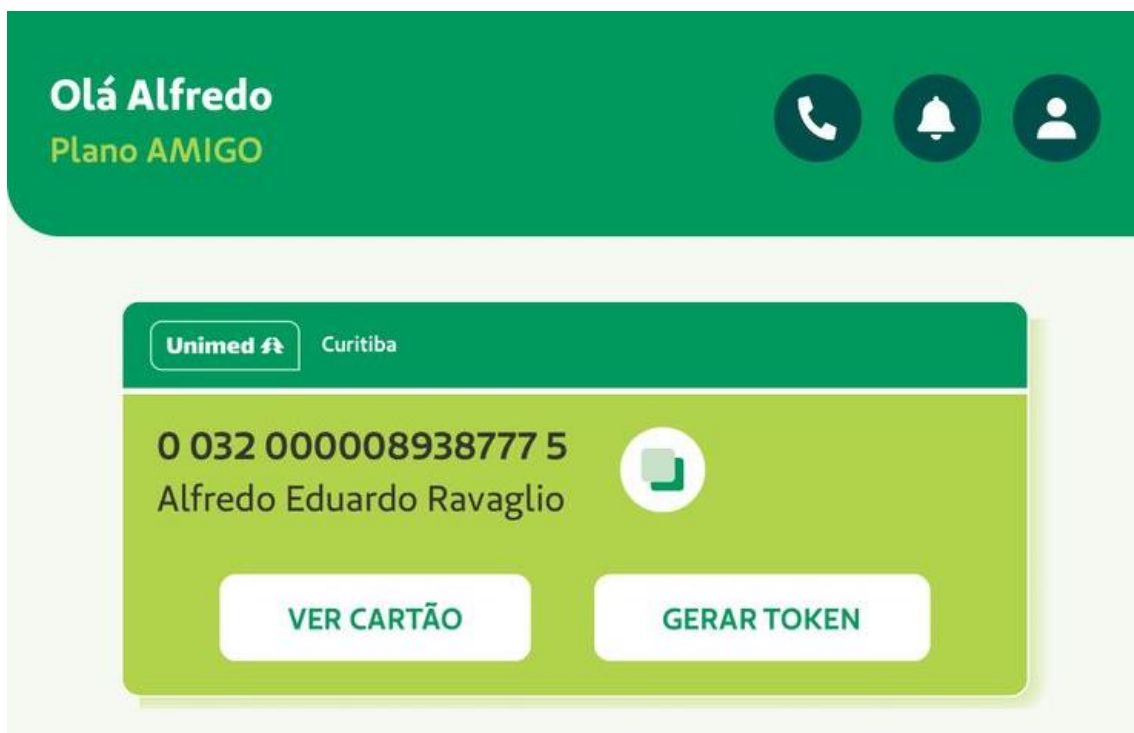 Olá Alfredo
Plano AMIGO
Unimed Curitiba
0 032 000008938777 5
Alfredo Eduardo Ravaglio
VER CARTÃO GERAR TOKEN